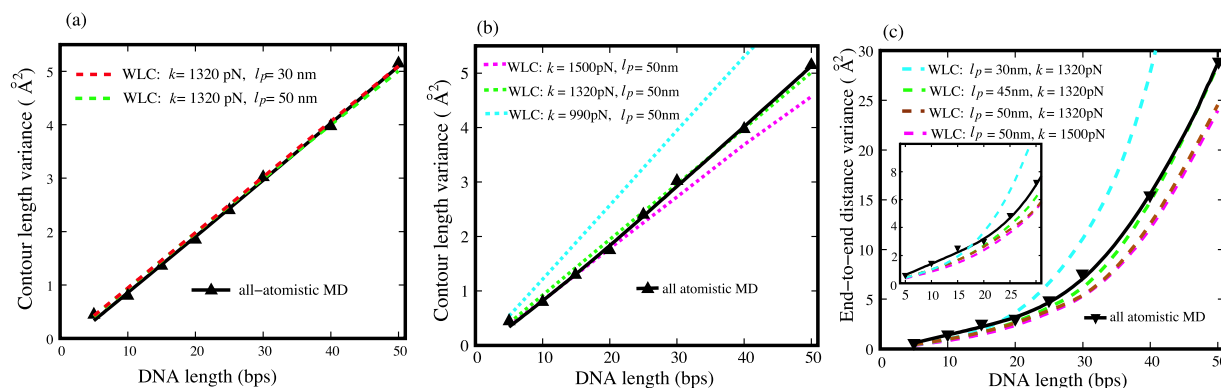 (a)
Contour length variance ( Å²)
5
4
3
2
1
0
WLC: k= 1320 pN, lp= 30 nm
WLC: k= 1320 pN, lp= 50 nm
all-atomistic MD
0 10 20 30 40 50
DNA length (bps)
(b)
Contour length variance ( Å²)
5
4
3
2
1
0
WLC: k = 1500pN, lp= 50nm
WLC: k = 1320pN, lp= 50nm
WLC: k = 990pN, lp= 50nm
all atomistic MD
0 10 20 30 40 50
DNA length (bps)
(c)
End-to-end distance variance ( Å²)
30
25
20
15
10
5
0
WLC: lp = 30nm, k = 1320pN
WLC: lp = 45nm, k = 1320pN
WLC: lp = 50nm, k = 1320pN
WLC: lp = 50nm, k = 1500pN
8
6
4
2
0
5 10 15 20 25
all atomistic MD
0 10 20 30 40 50
DNA length (bps)